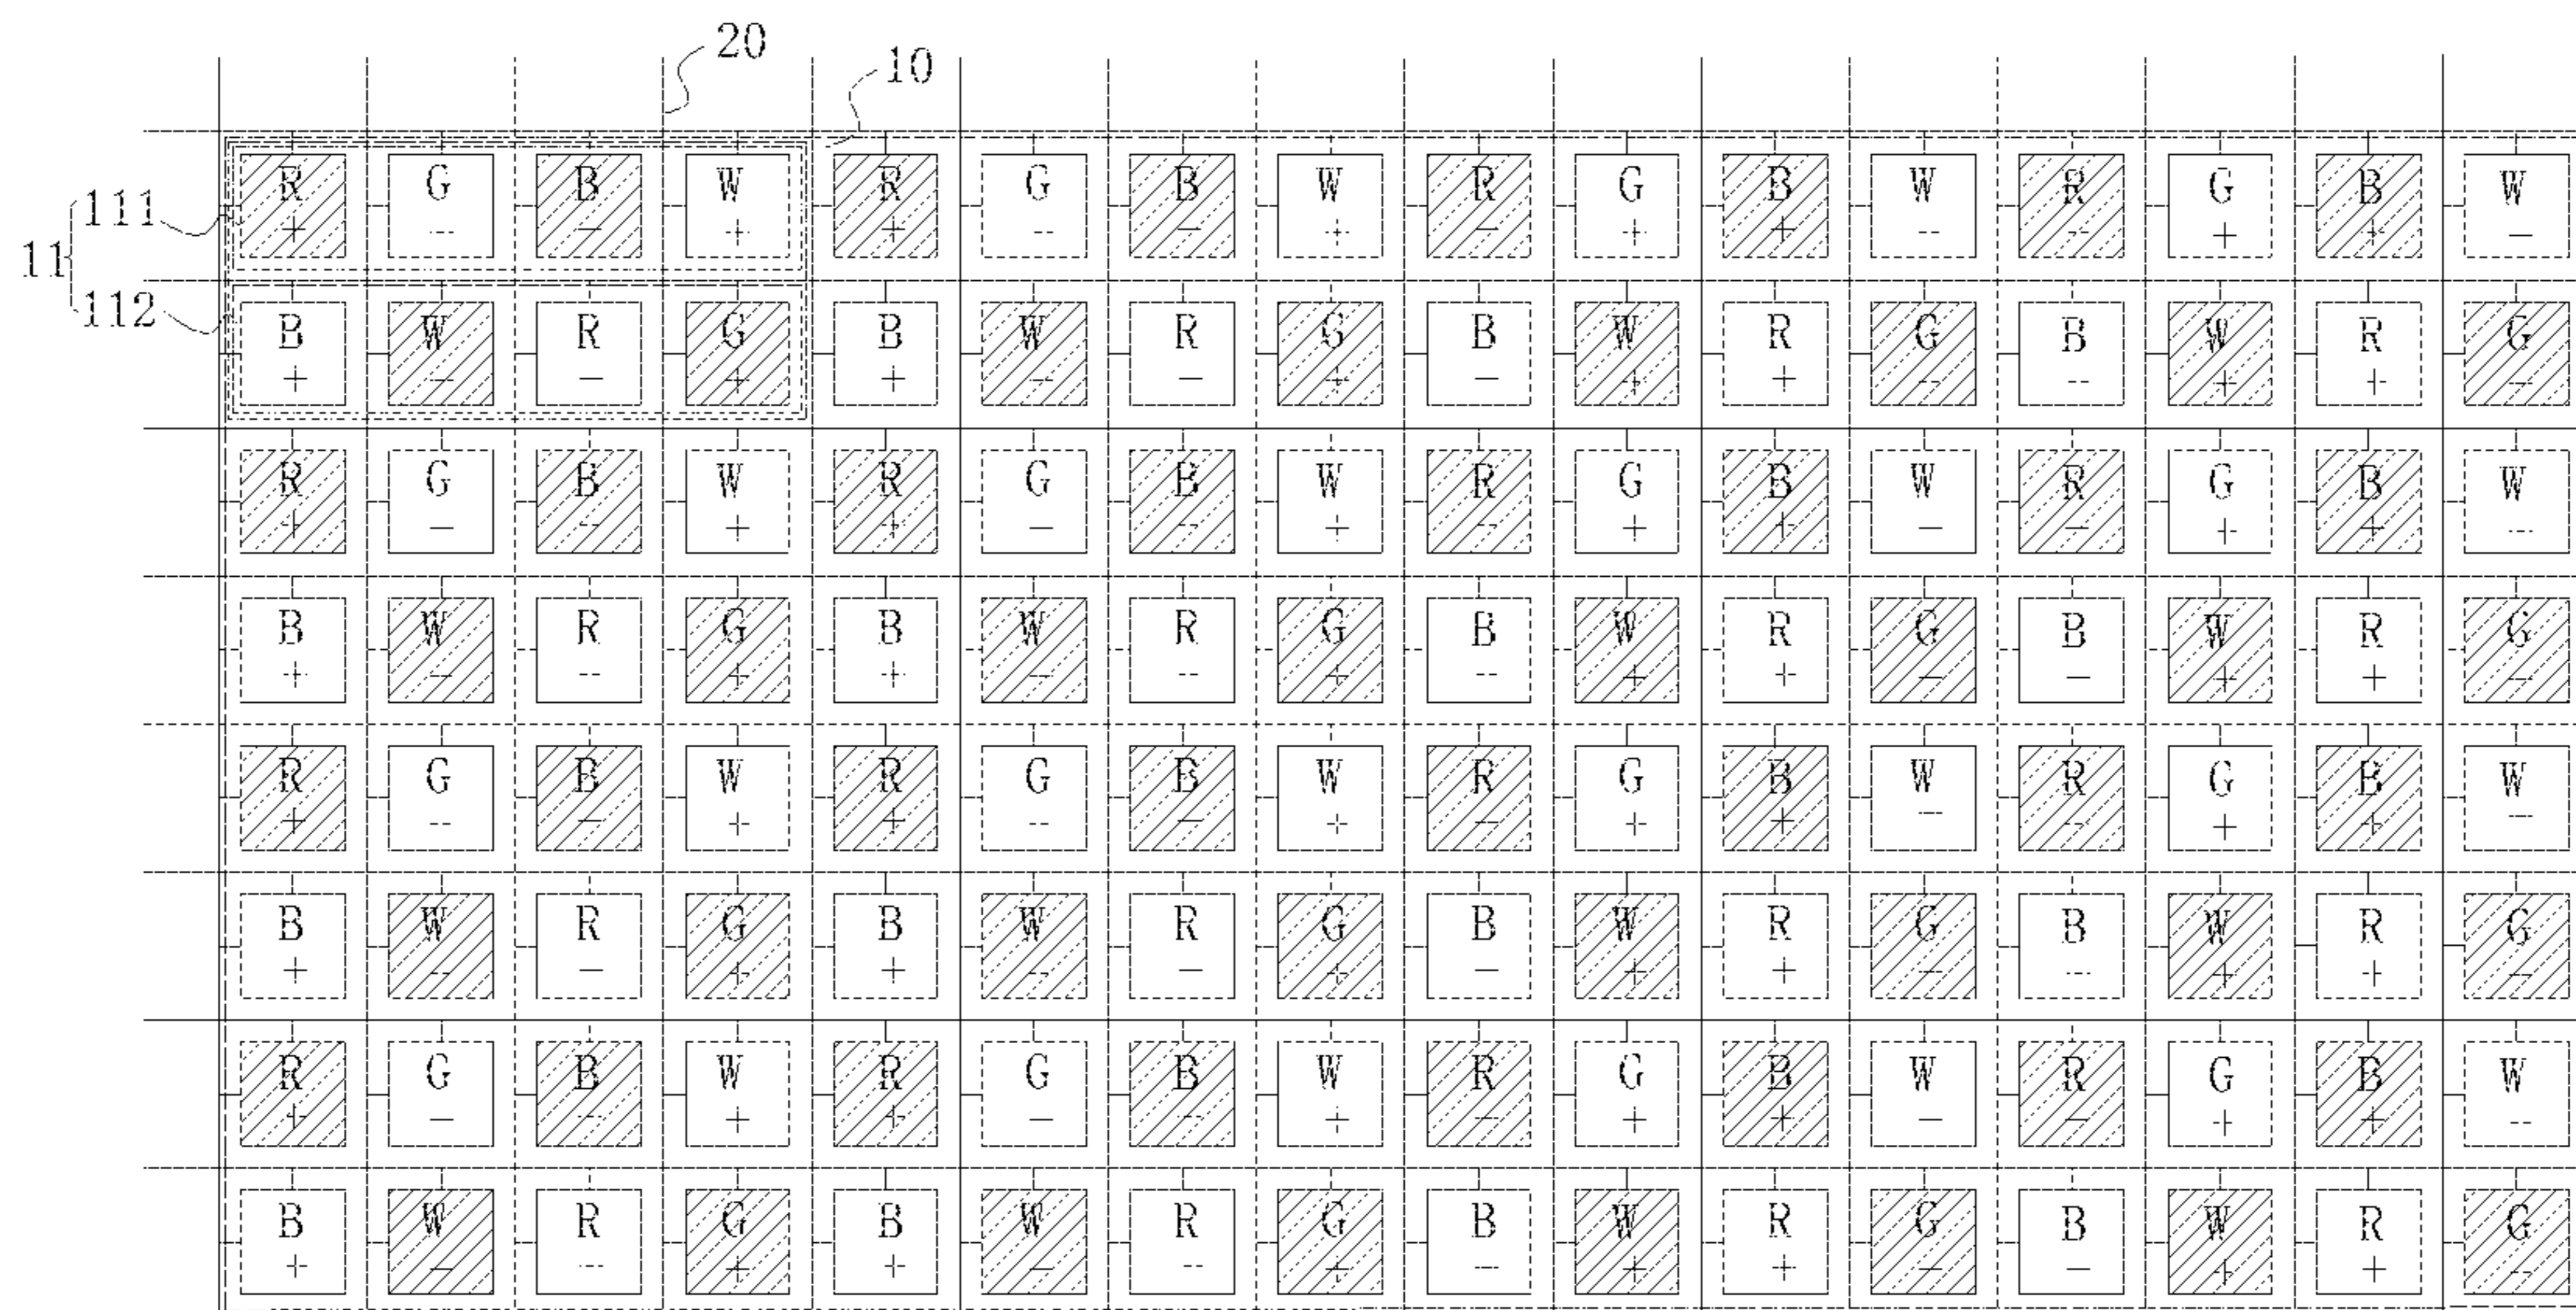 20
10
R G B W R G B W R G B W R G B W
+ - - + + - - + - + + - - + + -
111
11
112
B W R G B W R G B W R G B W R G
+ - - + + - - + - + + - - + + -
R G B W R G B W R G B W R G B W
+ - - + + - - + - + + - - + + -
B W R G B W R G B W R G B W R G
+ - - + + - - + - + + - - + + -
R G B W R G B W R G B W R G B W
+ - - + + - - + - + + - - + + -
B W R G B W R G B W R G B W R G
+ - - + + - - + - + + - - + + -
R G B W R G B W R G B W R G B W
+ - - + + - - + - + + - - + + -
B W R G B W R G B W R G B W R G
+ - - + + - - + - + + - - + + -